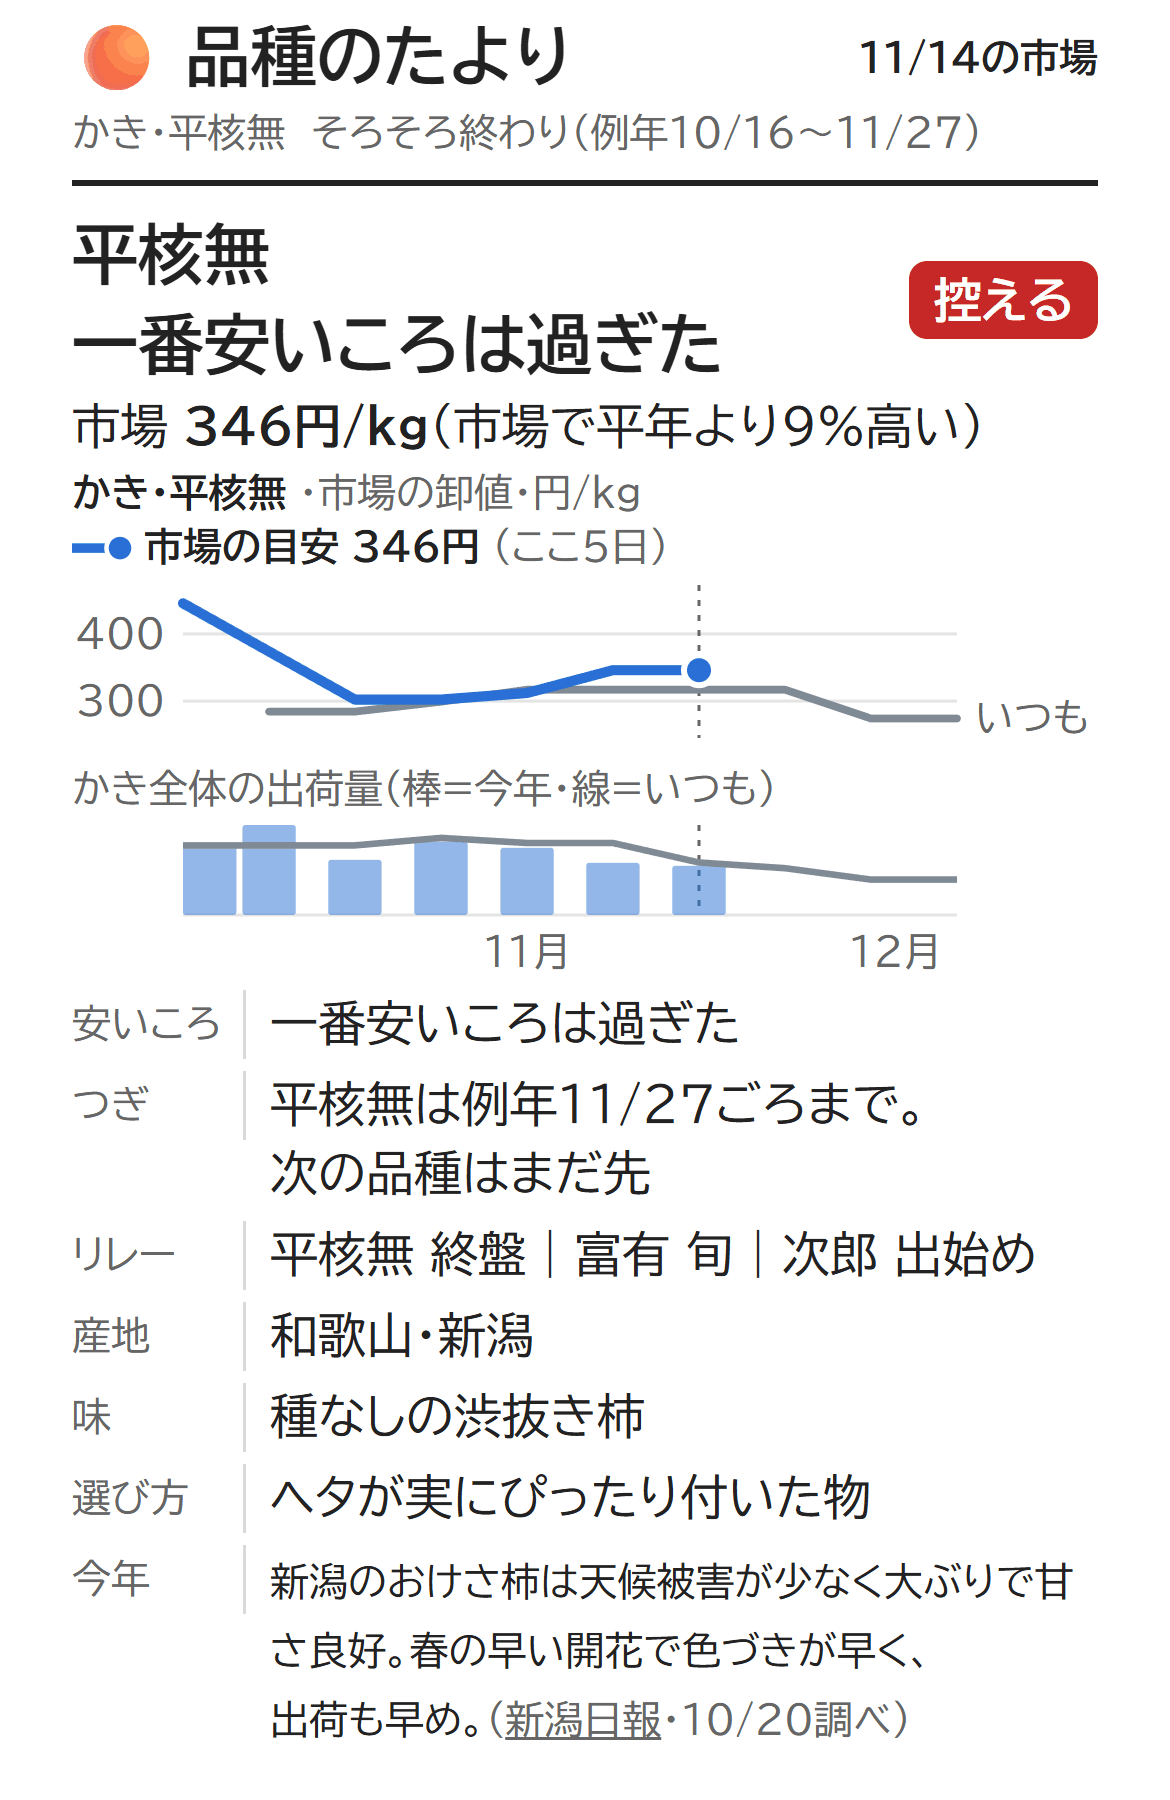 品種のたより
11/14の市場
かき・平核無 そろそろ終わり(例年10/16〜11/27)
平核無
一番安いころは過ぎた
控える
市場 346円/kg(市場で平年より9%高い)
かき・平核無 ・市場の卸値・円/kg
市場の目安 346円 (ここ5日)
400
300
いつも
かき全体の出荷量(棒=今年・線=いつも)
11月
12月
安いころ 一番安いころは過ぎた
つぎ 平核無は例年11/27ごろまで。
次の品種はまだ先
リレー 平核無 終盤｜富有 旬｜次郎 出始め
産地 和歌山・新潟
味 種なしの渋抜き柿
選び方 ヘタが実にぴったり付いた物
今年 新潟のおけさ柿は天候被害が少なく大ぶりで甘
さ良好。春の早い開花で色づきが早く、
出荷も早め。(新潟日報・10/20調べ)